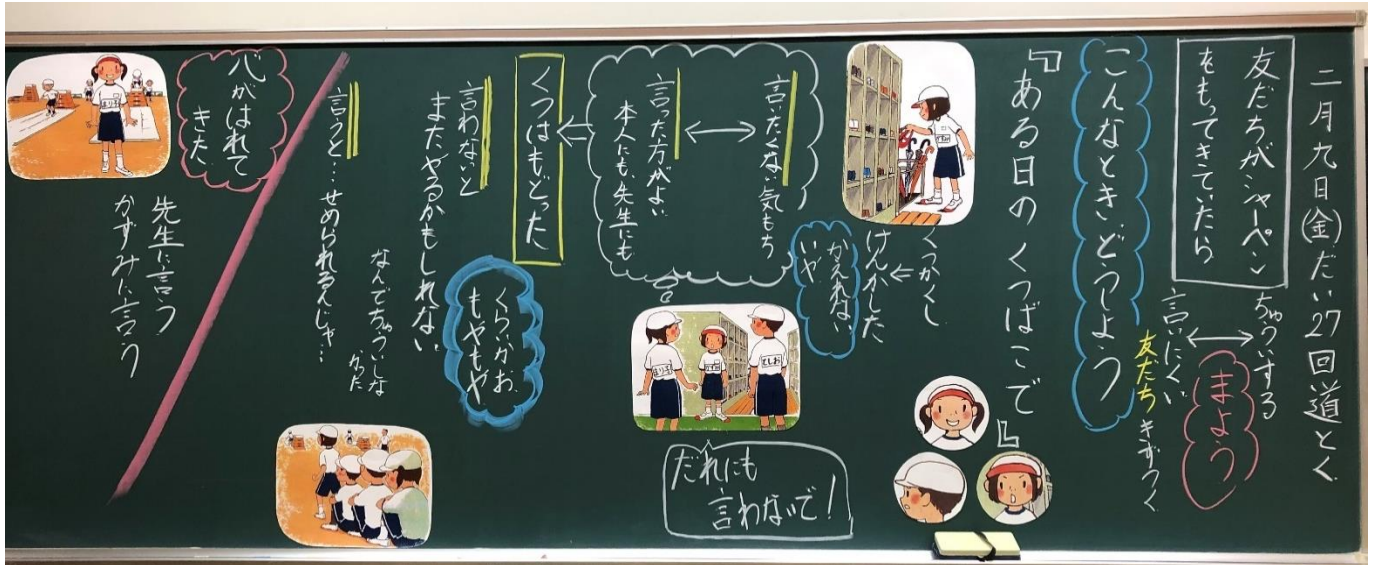 二月九日(金)だい27回道とく
友だちがシャーペン
をもってきていたら
ちゅういする
言いにくい
友だちきずつく
まよう
こんなときどうしよう
『ある日のくつばこで』
くつかくし
けんかした
かえれない
いや
言いたくない気もち
言った方がよい
本人にも、先生にも
だれにも
言わないで!
くつはもどった
くらいかお
もやもや
言わないと
またやるかもしれない
なんでちゅういしな
かった
言うと…せめられるんじゃ…
心がはれて
きた
先生に言う
かずみに言う